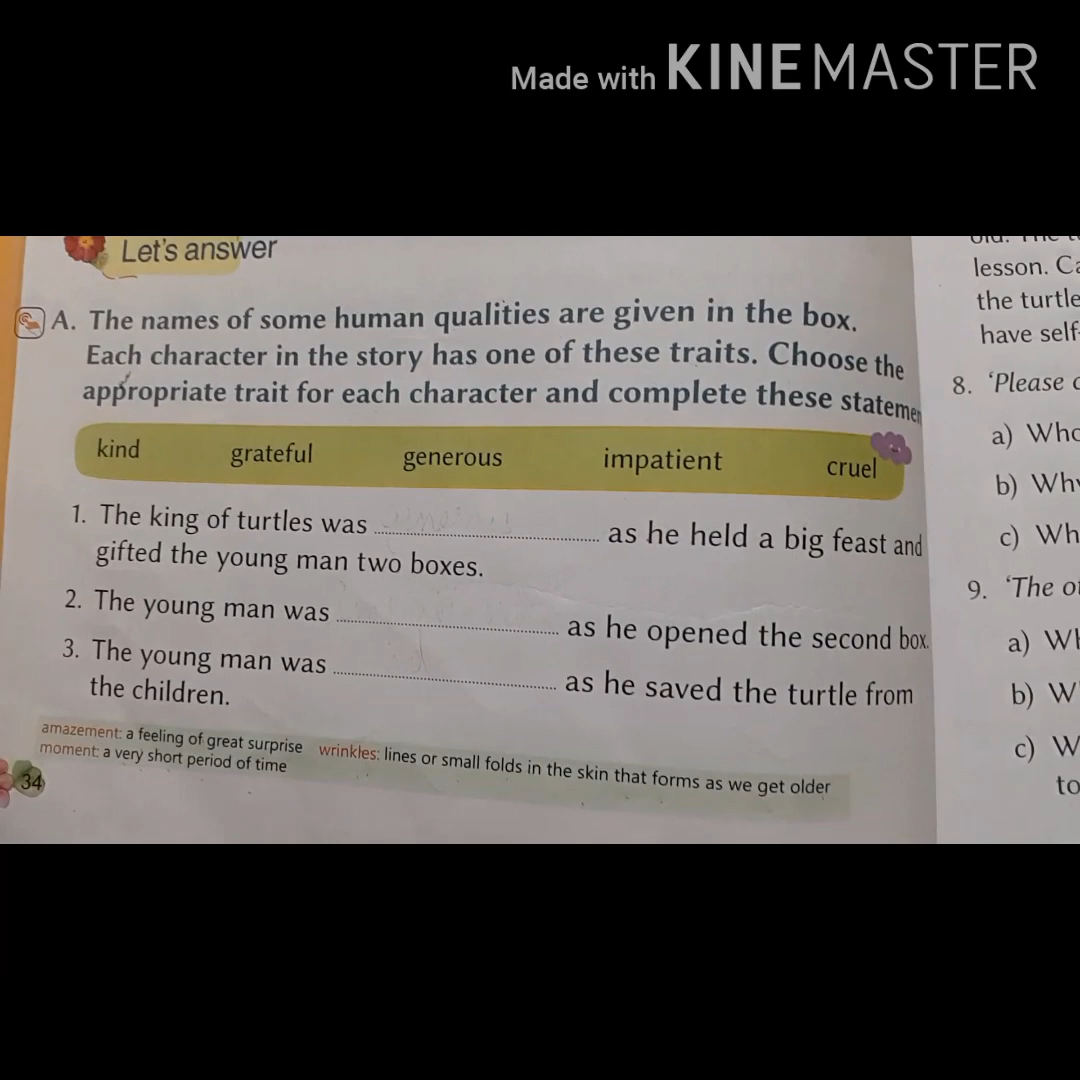 Made with KINEMASTER
Let's answer
A. The names of some human qualities are given in the box.
Each character in the story has one of these traits. Choose the
appropriate trait for each character and complete these
kind grateful generous impatient cruel
1. The king of turtles was as he held a big feast and
gifted the young man two boxes.
2. The young man was as he opened the second box.
3. The young man was as he saved the turtle from
the children.
amazement: a feeling of great surprise wrinkles: lines or small folds in the skin that forms as we get older
moment: a very short period of time
34
lesson.
the turtle
have self-
8. 'Please
a)
b)
c)
9. 'The
a)
b)
c)
to